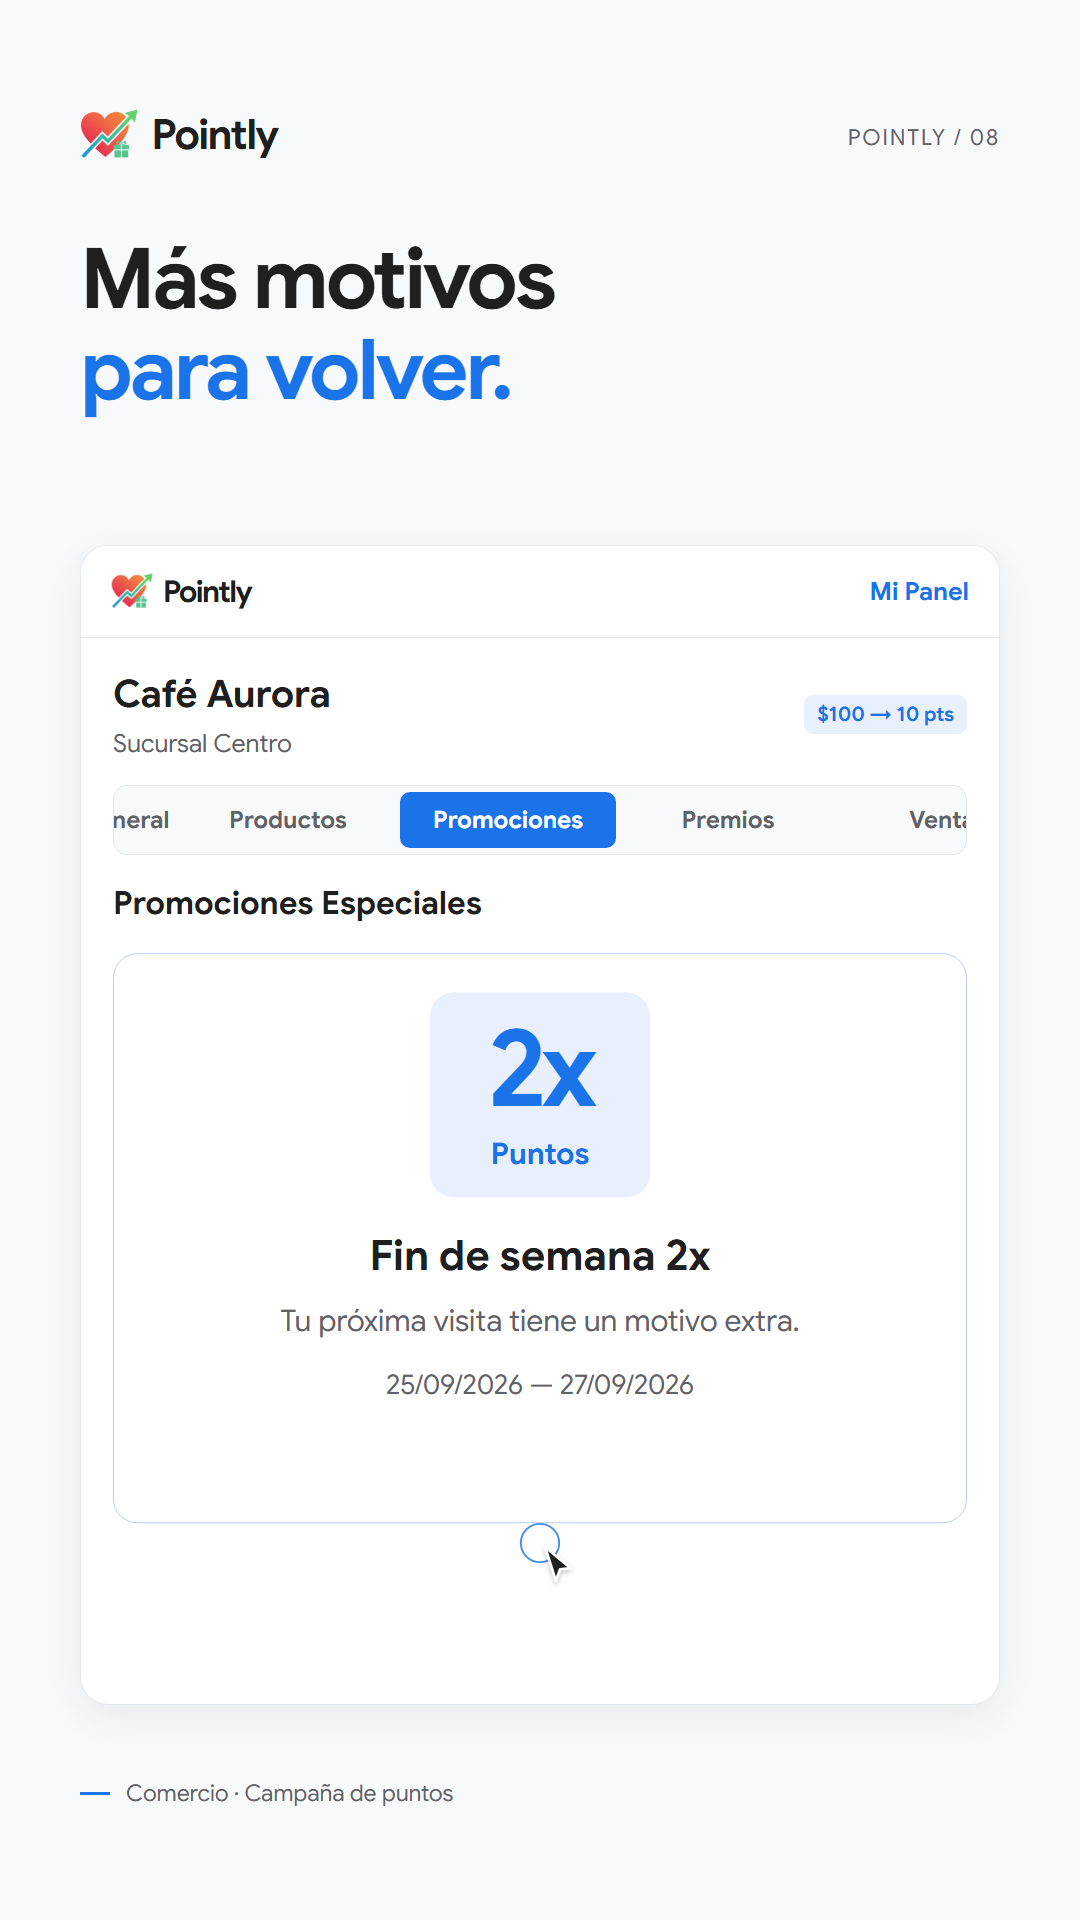 Pointly
POINTLY / 08
Más motivos
para volver.
Pointly
Mi Panel
Café Aurora
Sucursal Centro
$100 → 10 pts
neral
Productos
Promociones
Premios
Venta
Promociones Especiales
2x
Puntos
Fin de semana 2x
Tu próxima visita tiene un motivo extra.
25/09/2026 — 27/09/2026
Comercio · Campaña de puntos